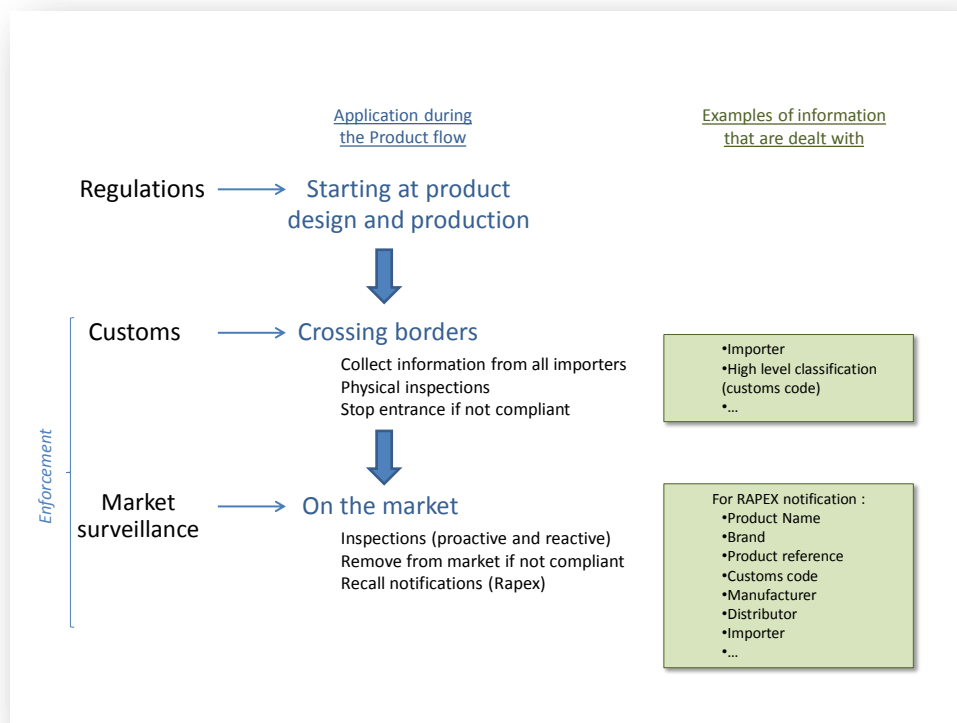 Application during
the Product flow
Examples of information
that are dealt with
Regulations
Starting at product
design and production
Enforcement
Customs
Crossing borders
Collect information from all importers
Physical inspections
Stop entrance if not compliant
•Importer
•High level classification
(customs code)
•...
Market
surveillance
On the market
Inspections (proactive and reactive)
Remove from market if not compliant
Recall notifications (Rapex)
For RAPEX notification :
•Product Name
•Brand
•Product reference
•Customs code
•Manufacturer
•Distributor
•Importer
•...